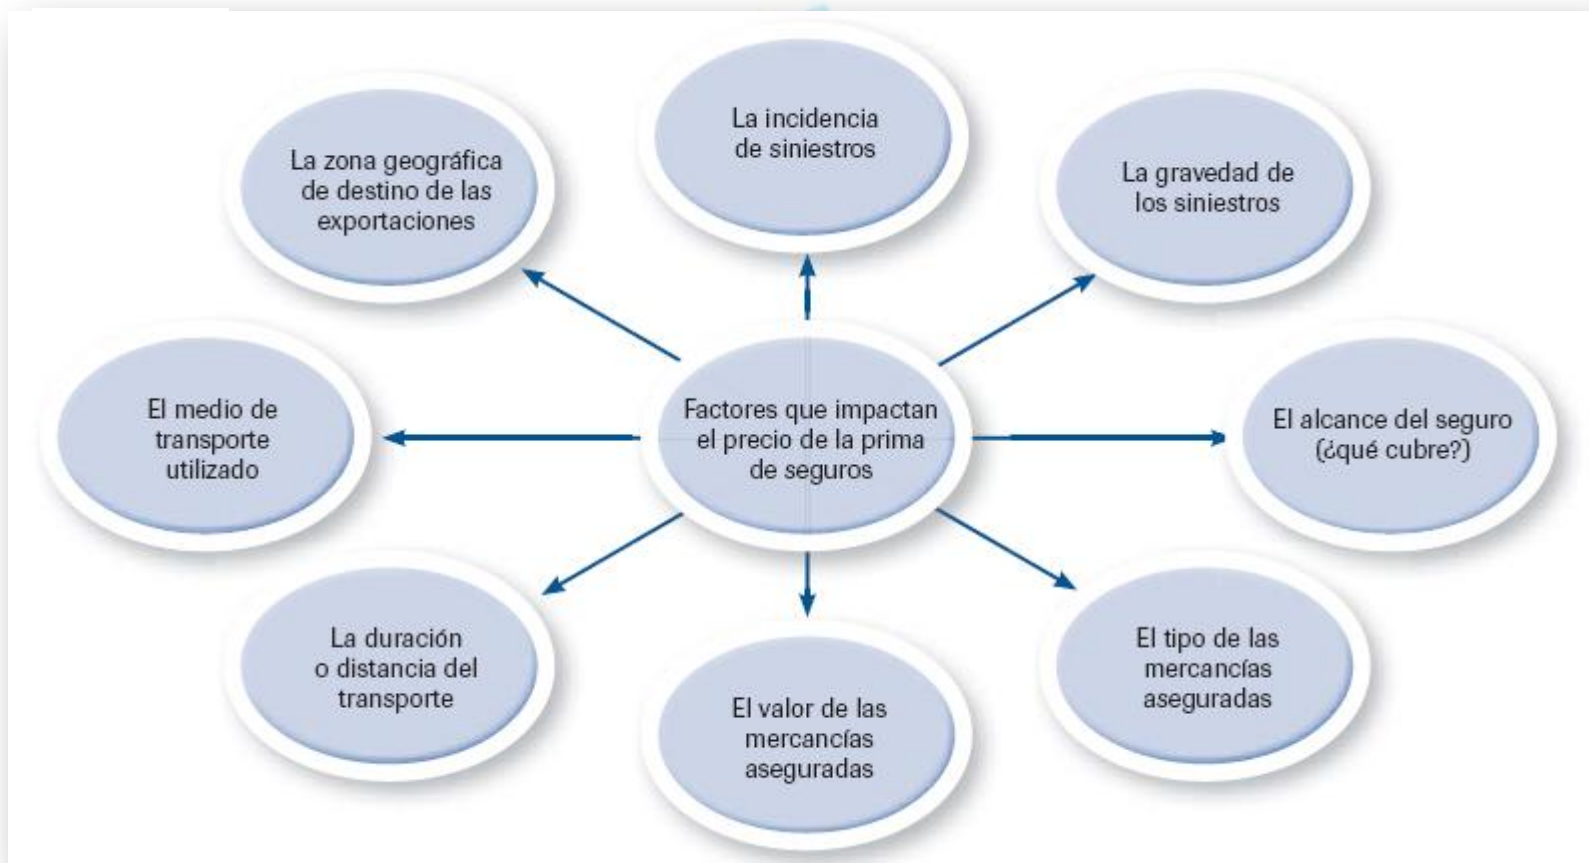 La incidencia
de siniestros
La zona geográfica
de destino de las
exportaciones
La gravedad de
los siniestros
El medio de
transporte
utilizado
Factores que impactan
el precio de la prima
de seguros
El alcance del seguro
(¿qué cubre?)
La duración
o distancia del
transporte
El valor de las
mercancías
aseguradas
El tipo de las
mercancías
aseguradas